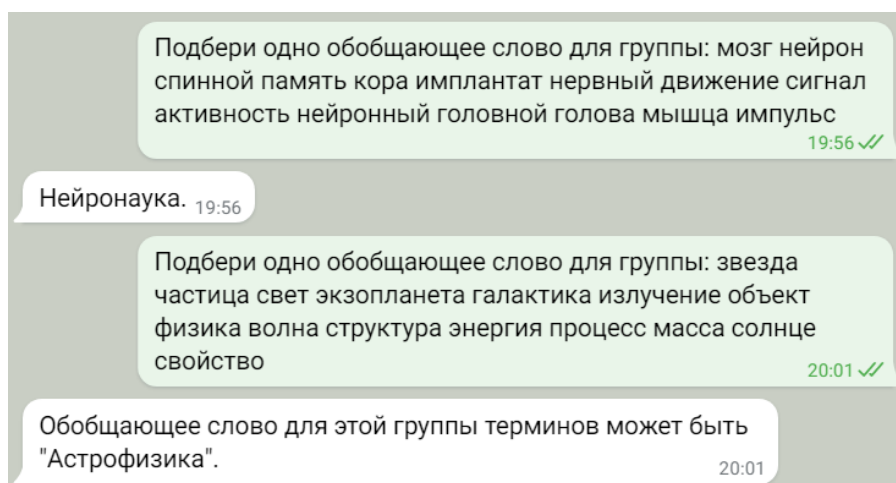 Подбери одно обобщающее слово для группы: мозг нейрон
спинной память кора имплантат нервный движение сигнал
активность нейронный головной голова мышца импульс
19:56
Нейронаука. 19:56
Подбери одно обобщающее слово для группы: звезда
частица свет экзопланета галактика излучение объект
физика волна структура энергия процесс масса солнце
свойство
20:01
Обобщающее слово для этой группы терминов может быть
"Астрофизика".
20:01